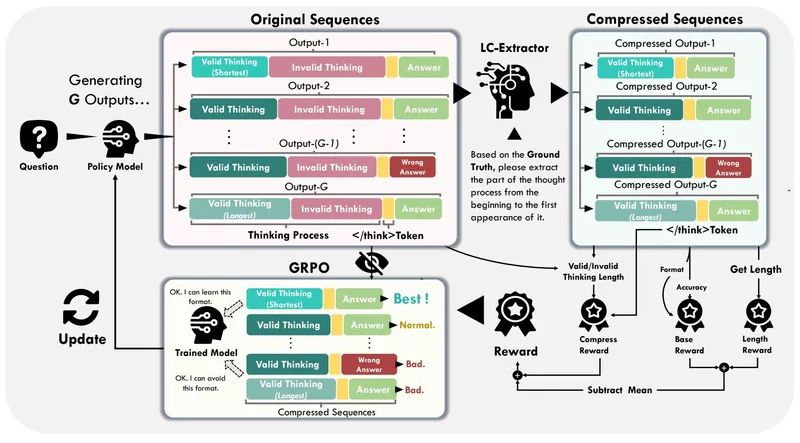 Original Sequences
Compressed Sequences
Generating
G Outputs...
Question
Policy Model
Output-1
Valid Thinking
(Shortest)
Invalid Thinking
Answer
Output-2
Valid Thinking
Invalid Thinking
Answer
Output-(G-1)
Valid Thinking
Invalid Thinking
Wrong
Answer
Output-G
Valid Thinking
(Longest)
Invalid Thinking
Answer
Thinking Process
</think>Token
LC-Extractor
Based on the Ground
Truth, please extract
the part of the thought
process from the
beginning to the first
appearance of it.
Compressed Output-1
Valid Thinking
(Shortest)
Answer
Compressed Output-2
Valid Thinking
Answer
Compressed Output-(G-1)
Valid Thinking
Wrong
Answer
Compressed Output-G
Valid Thinking
(Longest)
Answer
</think>Token
GRPO
OK. I can learn this
format.
Trained Model
OK. I can avoid
this format.
Valid Thinking
(Shortest)
Answer
Best !
Valid Thinking
Answer
Normal.
Valid Thinking
Wrong
Answer
Bad.
Valid Thinking
(Longest)
Answer
Bad.
Compressed Sequences
Update
Reward
Valid/Invalid
Thinking Length
Format
Accuracy
Get Length
Compress
Reward
Base
Reward
Length
Reward
Subtract Mean